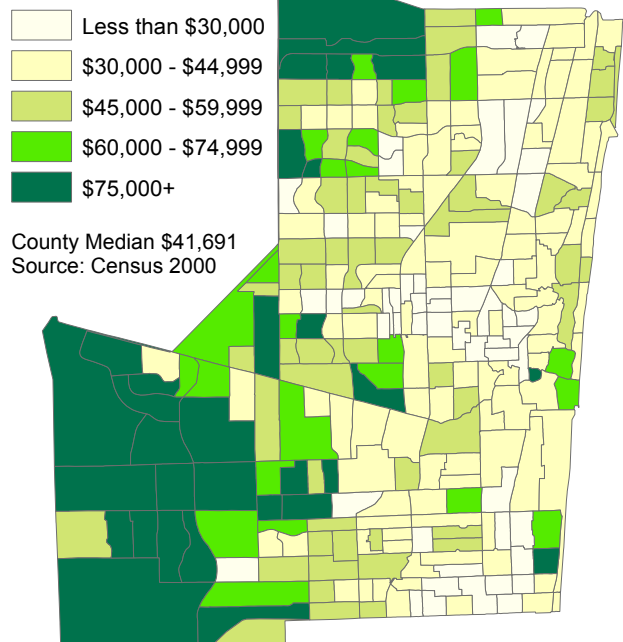 Less than $30,000
$30,000 - $44,999
$45,000 - $59,999
$60,000 - $74,999
$75,000+
County Median $41,691
Source: Census 2000